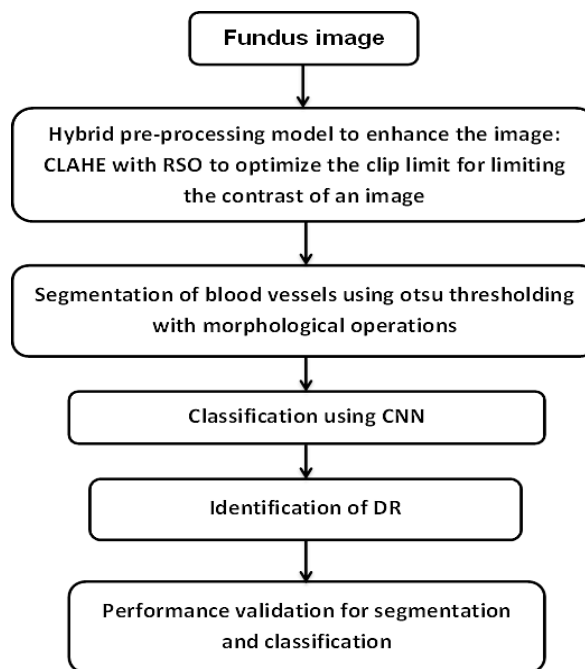 Fundus image
Hybrid pre-processing model to enhance the image:
CLAHE with RSO to optimize the clip limit for limiting
the contrast of an image
Segmentation of blood vessels using otsu thresholding
with morphological operations
Classification using CNN
Identification of DR
Performance validation for segmentation
and classification